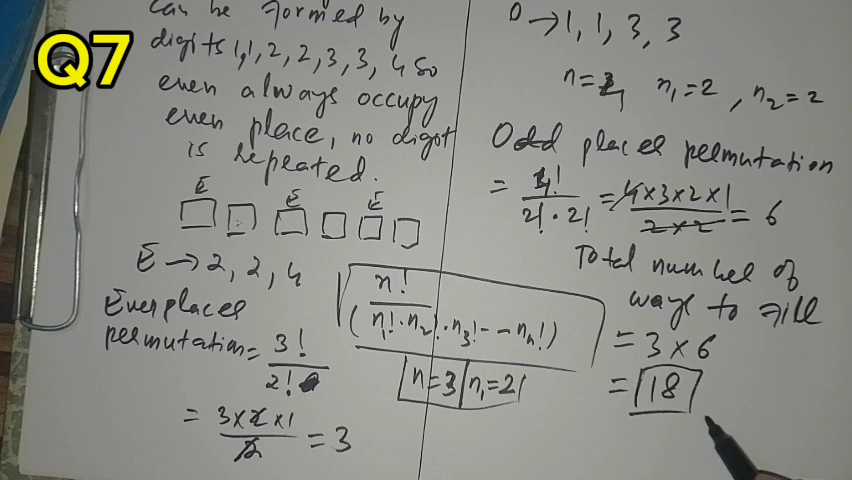 Q7
can be formed by
digits 1,1,2,2,3,3,4 so
even always occupy
even place, no digit
is repeated.
E E E
E → 2, 2, 4
Even places
permutation = 3! / 2!
= 3 x 2 x 1 / 2 = 3
n! / (n1! · n2! · n3! - - nn!)
n = 3 n1 = 2
O → 1, 1, 3, 3
n = 4 n1 = 2 , n2 = 2
Odd places permutation
= 4! / 2! · 2! = 4 x 3 x 2 x 1 / 2 x 2 = 6
Total number of
ways to fill
= 3 x 6
= 18